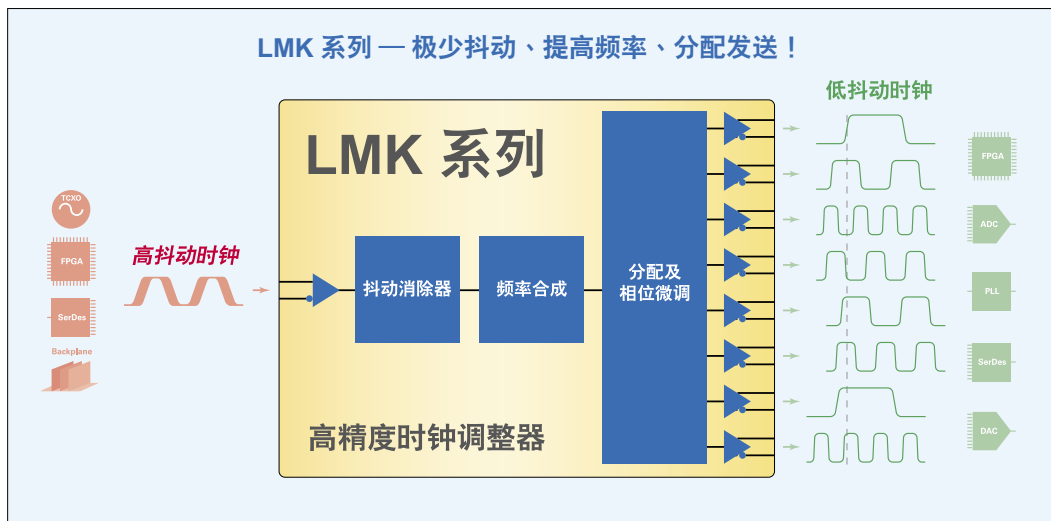 LMK 系列 — 极少抖动、提高频率、分配发送！
低抖动时钟
LMK 系列
TCXO
FPGA
SerDes
Backplane
高抖动时钟
抖动消除器
频率合成
分配及
相位微调
高精度时钟调整器
FPGA
ADC
PLL
SerDes
DAC